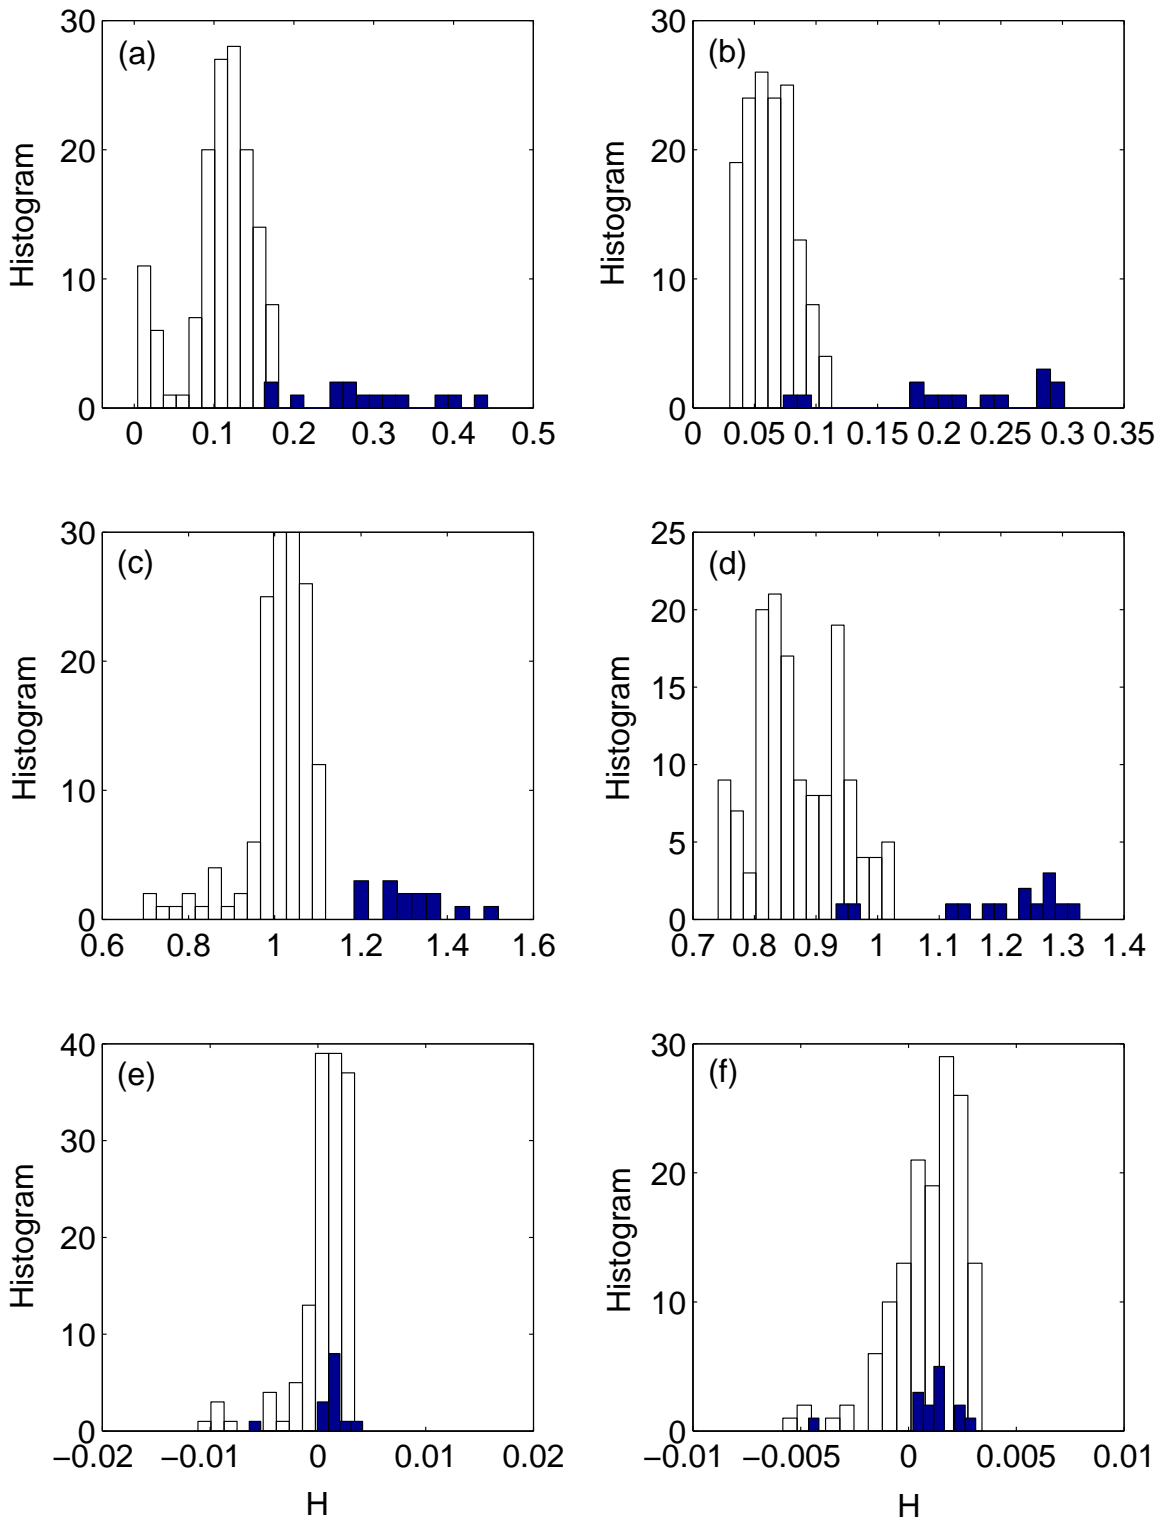 30
20
10
0
Histogram
(a)
0 0.1 0.2 0.3 0.4 0.5
30
20
10
0
Histogram
(b)
0 0.05 0.1 0.15 0.2 0.25 0.3 0.35
30
20
10
0
Histogram
(c)
0.6 0.8 1 1.2 1.4 1.6
25
20
15
10
5
0
Histogram
(d)
0.7 0.8 0.9 1 1.1 1.2 1.3 1.4
40
30
20
10
0
Histogram
(e)
−0.02 −0.01 0 0.01 0.02
H
30
20
10
0
Histogram
(f)
−0.01 −0.005 0 0.005 0.01
H